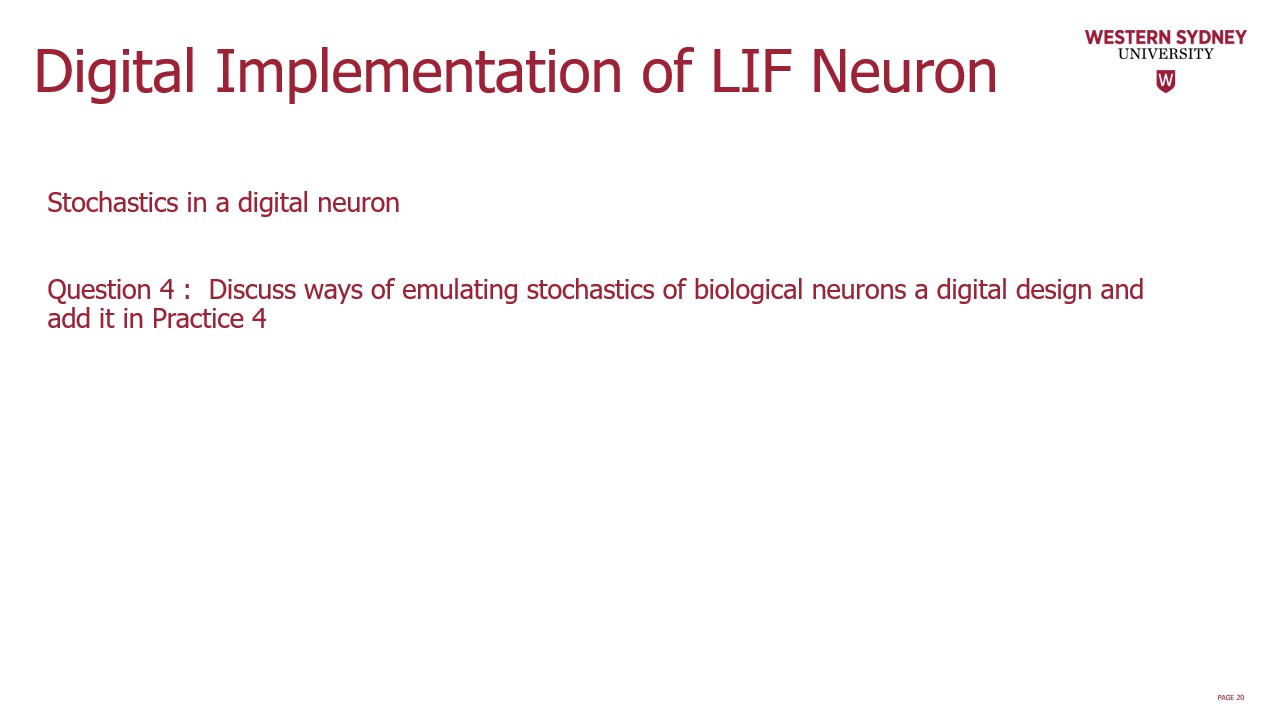 Digital Implementation of LIF Neuron
WESTERN SYDNEY
UNIVERSITY
W
Stochastics in a digital neuron
Question 4 :  Discuss ways of emulating stochastics of biological neurons a digital design and
add it in Practice 4
PAGE 20